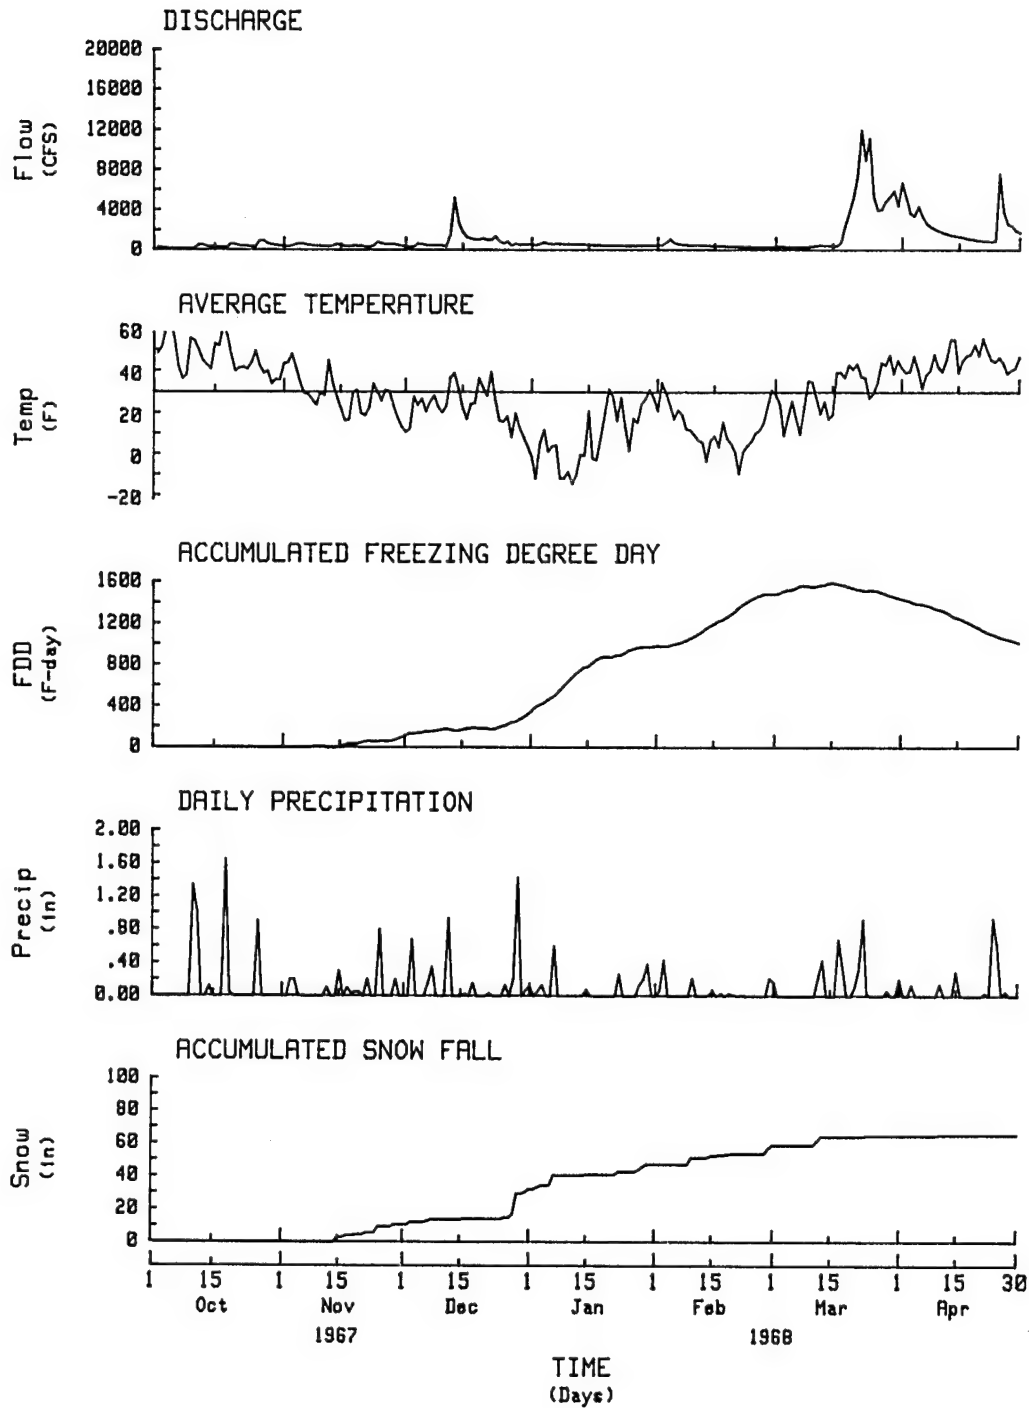 DISCHARGE
20000
16000
12000
8000
4000
0
Flow
(CFS)
AVERAGE TEMPERATURE
60
40
20
0
-20
Temp
(F)
ACCUMULATED FREEZING DEGREE DAY
1600
1200
800
400
0
FDD
(F-day)
DAILY PRECIPITATION
2.00
1.60
1.20
.80
.40
0.00
Precip
(in)
ACCUMULATED SNOW FALL
100
80
60
40
20
0
Snow
(in)
1 15 1 15 1 15 1 15 1 15 1 15 1 15 30
Oct Nov Dec Jan Feb Mar Apr
1967 1968
TIME
(Days)